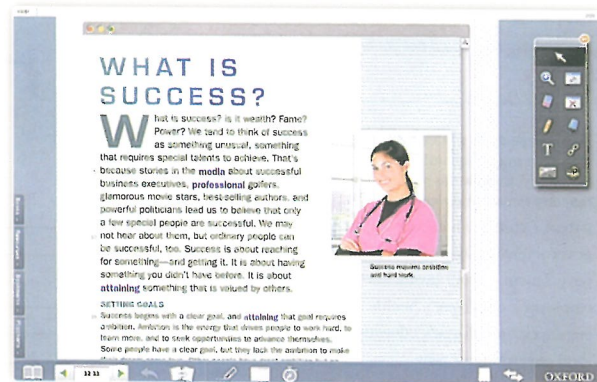 WHAT IS
SUCCESS?
What is success? is it wealth? Fame?
Power? We tend to think of success
as something unusual, something
that requires special talents to achieve. That's
because stories in the media about successful
business executives, professional golfers,
glamorous movie stars, best-selling authors, and
powerful politicians lead us to believe that only
a few special people are successful. We may
not hear about them, but ordinary people can
be successful, too. Success is about reaching
for something—and getting it. It is about having
something you didn't have before. It is about
attaining something that is valued by others.
Success requires ambition
and hard work.
SETTING GOALS
Success begins with a clear goal, and attaining that goal requires
ambition. Ambition is the energy that drives people to work hard, to
learn more, and to seek opportunities to advance themselves.
Some people have a clear goal, but they lack the ambition to make
T
12 13
OXFORD